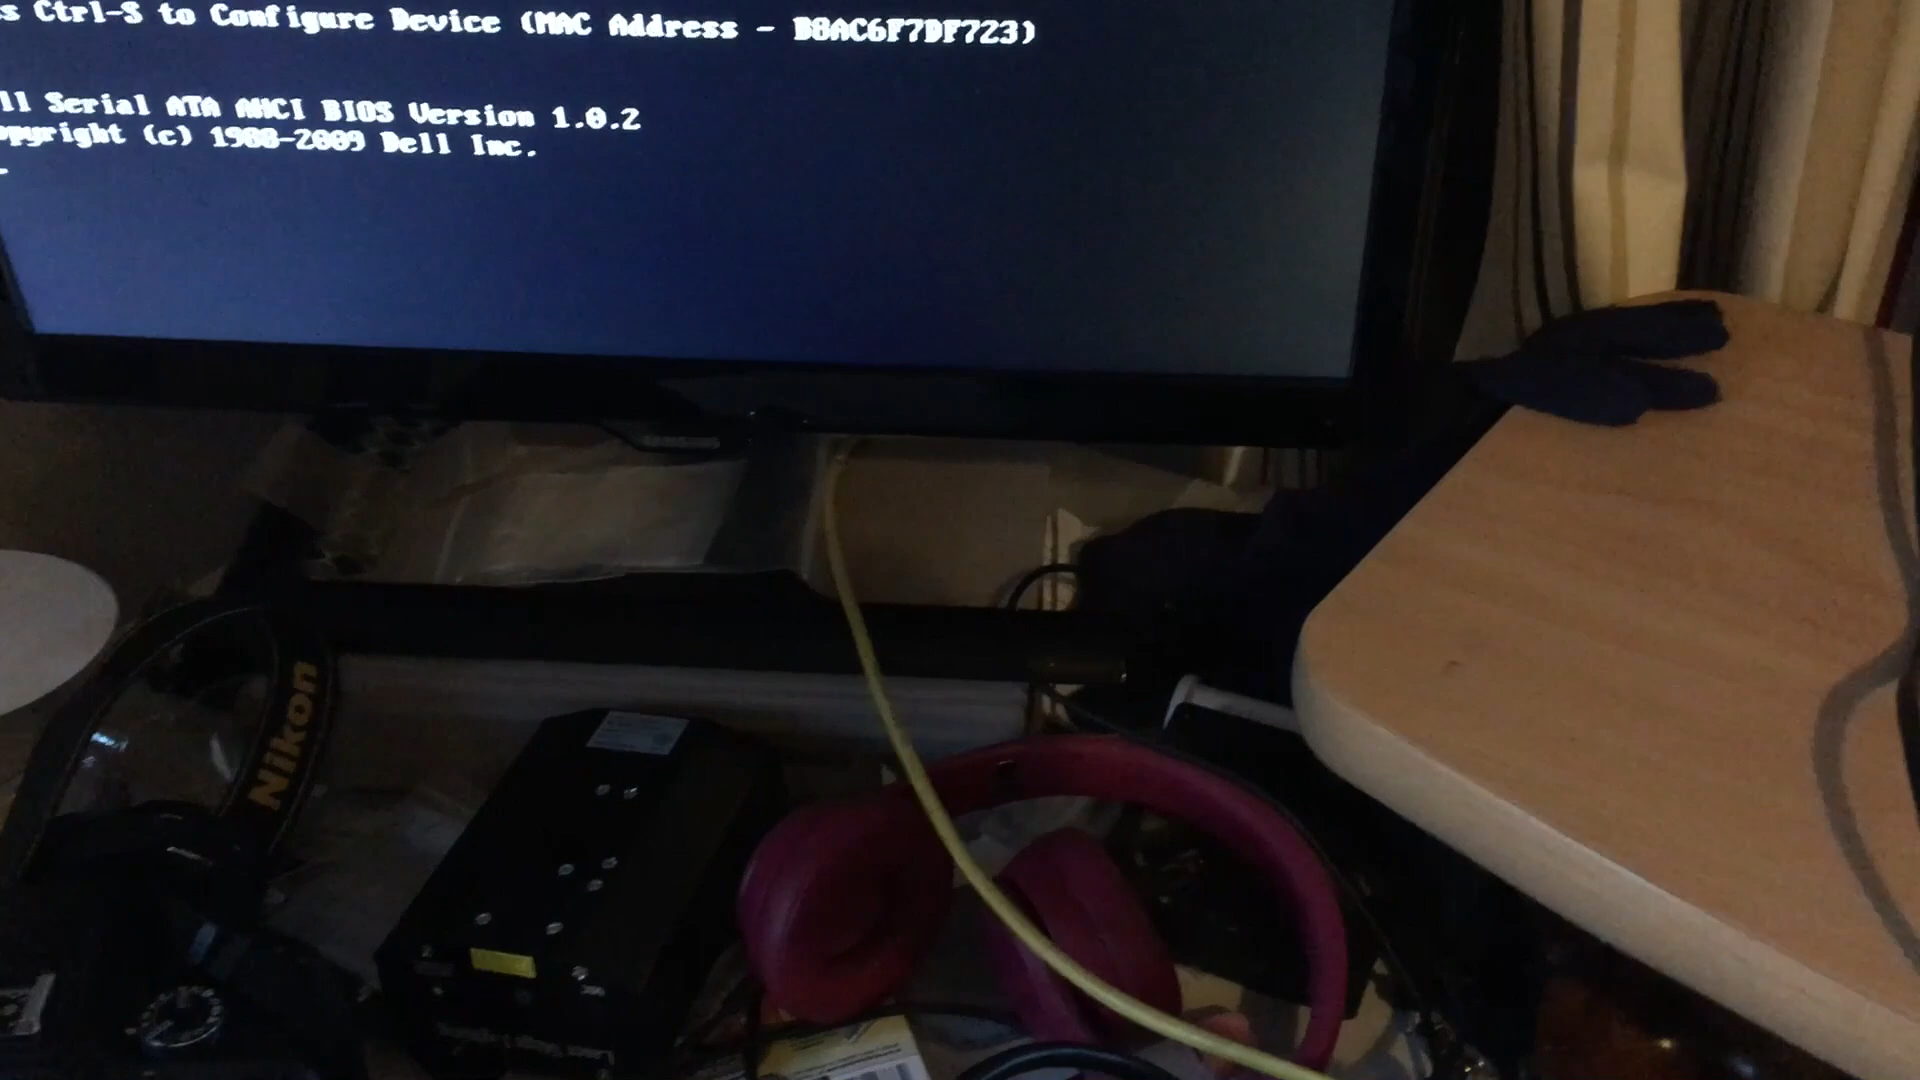 s Ctrl-S to Configure Device (MAC Address - B8AC6F7DF723)
ll Serial ATA AHCI BIOS Version 1.0.2
opyright (c) 1988-2009 Dell Inc.
Nikon